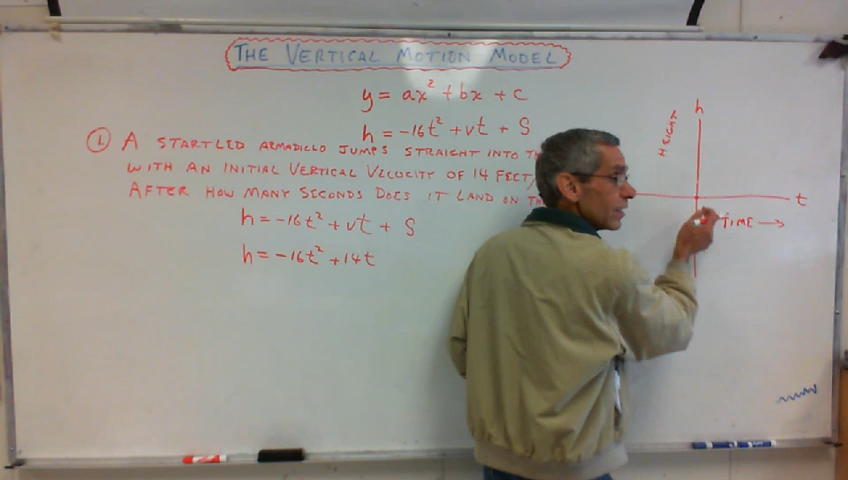 THE VERTICAL MOTION MODEL
y = ax² + bx + c
h = -16t² + vt + S
① A STARTLED ARMADILLO JUMPS STRAIGHT INTO
WITH AN INITIAL VERTICAL VELOCITY OF 14 FEET/
AFTER HOW MANY SECONDS DOES IT LAND ON
h = -16t² + vt + S
h = -16t² + 14t
h
HEIGHT
t
TIME →